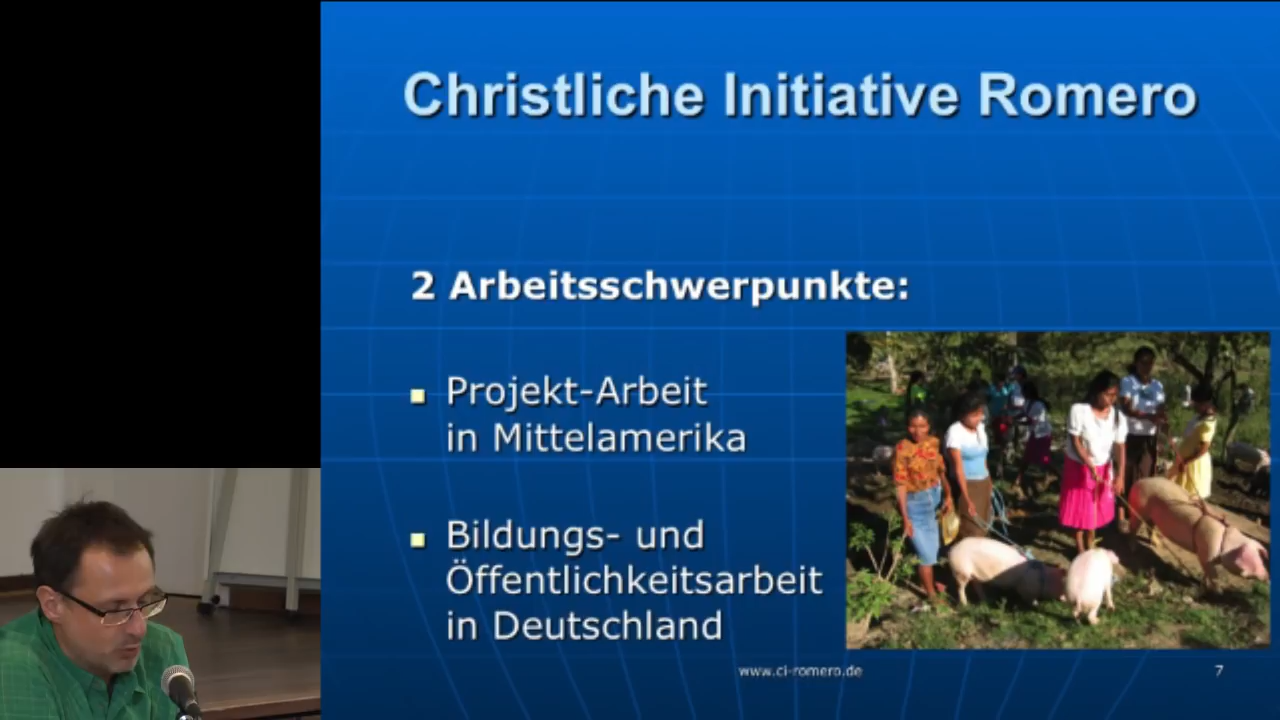 Christliche Initiative Romero
2 Arbeitsschwerpunkte:
Projekt-Arbeit
in Mittelamerika
Bildungs- und
Öffentlichkeitsarbeit
in Deutschland
www.ci-romero.de
7